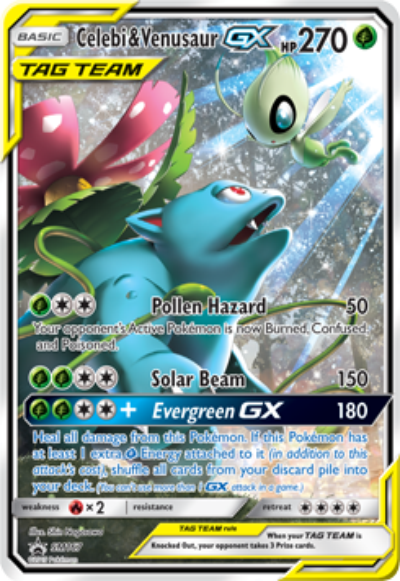 BASIC
Celebi & Venusaur GX HP 270
TAG TEAM
Pollen Hazard 50
Your opponent's Active Pokémon is now Burned, Confused,
and Poisoned.
Solar Beam 150
+ Evergreen GX 180
Heal all damage from this Pokémon. If this Pokémon has
at least 1 extra Energy attached to it (in addition to this
attack's cost), shuffle all cards from your discard pile into
your deck. (You can't use more than 1 GX attack in a game.)
weakness ×2 resistance retreat
TAG TEAM rule
When your TAG TEAM is
Knocked Out, your opponent takes 3 Prize cards.
Illus. Shin Nagasawa
SM167